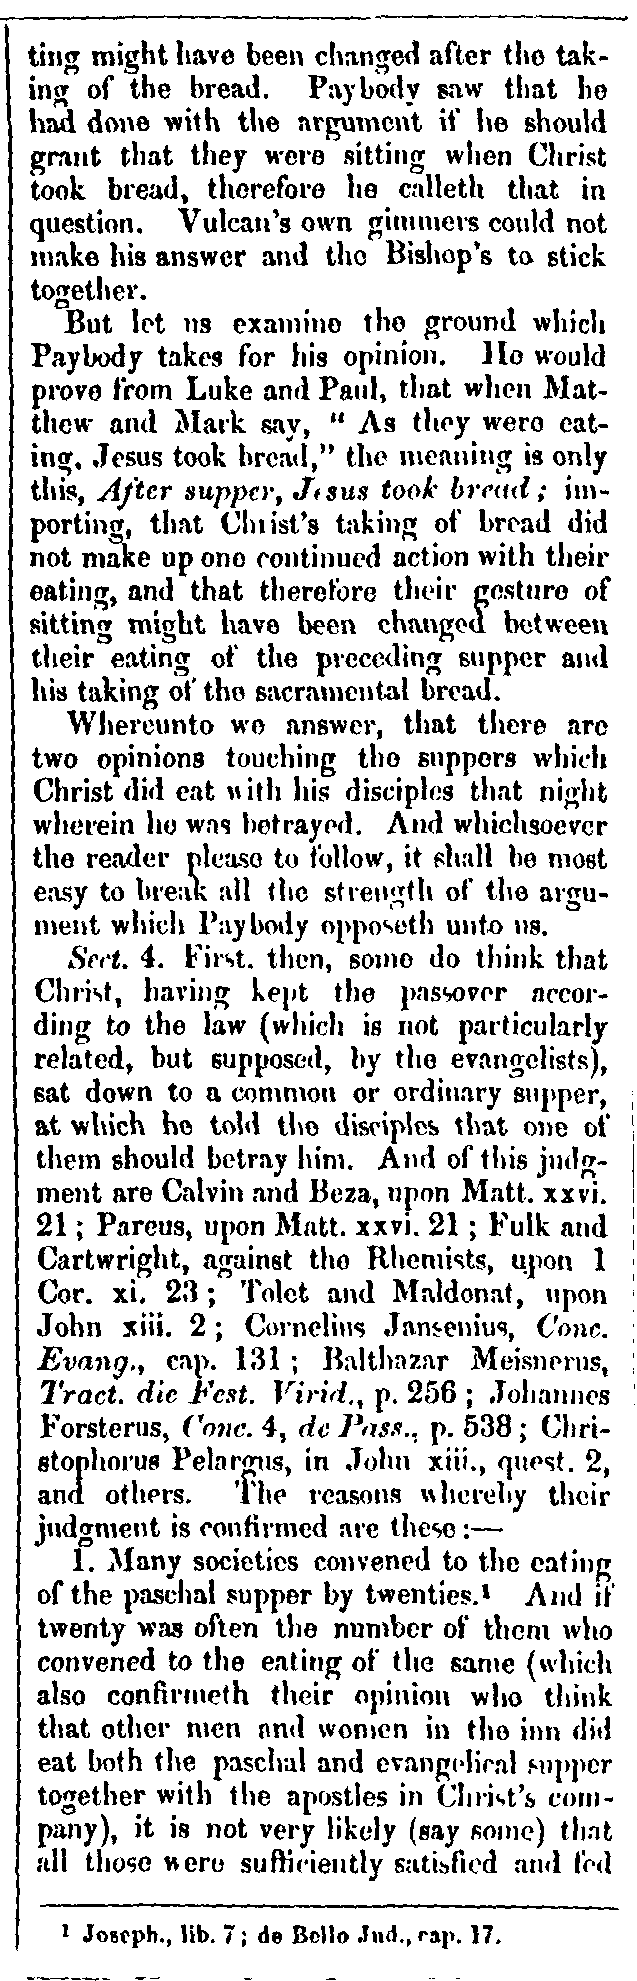 ting might have been changed after the tak-
ing of the bread. Paybody saw that he
had done with the argument if he should
grant that they were sitting when Christ
took bread, therefore he calleth that in
question. Vulcan's own gimmers could not
make his answer and the Bishop's to stick
together.
But let us examine the ground which
Paybody takes for his opinion. He would
prove from Luke and Paul, that when Mat-
thew and Mark say, " As they were eat-
ing, Jesus took bread," the meaning is only
this, After supper, Jesus took bread; im-
porting, that Christ's taking of bread did
not make up one continued action with their
eating, and that therefore their gesture of
sitting might have been changed between
their eating of the preceding supper and
his taking of the sacramental bread.
Whereunto we answer, that there are
two opinions touching the suppers which
Christ did eat with his disciples that night
wherein he was betrayed. And whichsoever
the reader please to follow, it shall be most
easy to break all the strength of the argu-
ment which Paybody opposeth unto us.
Sect. 4. First. then, some do think that
Christ, having kept the passover accor-
ding to the law (which is not particularly
related, but supposed, by the evangelists),
sat down to a common or ordinary supper,
at which he told the disciples that one of
them should betray him. And of this judg-
ment are Calvin and Beza, upon Matt. xxvi.
21 ; Pareus, upon Matt. xxvi. 21 ; Fulk and
Cartwright, against the Rhemists, upon 1
Cor. xi. 23 ; Tolet and Maldonat, upon
John xiii. 2 ; Cornelius Jansenius, Conc.
Evang., cap. 131 ; Balthazar Meisnerus,
Tract. die Fest. Virid., p. 256 ; Johannes
Forsterus, Conc. 4, de Pass., p. 538 ; Chri-
stophorus Pelargus, in John xiii., quest. 2,
and others. The reasons whereby their
judgment is confirmed are these :—
1. Many societies convened to the eating
of the paschal supper by twenties.¹ And if
twenty was often the number of them who
convened to the eating of the same (which
also confirmeth their opinion who think
that other men and women in the inn did
eat both the paschal and evangelical supper
together with the apostles in Christ's com-
pany), it is not very likely (say some) that
all those were sufficiently satisfied and fed
¹ Joseph., lib. 7 ; de Bello Jud., cap. 17.